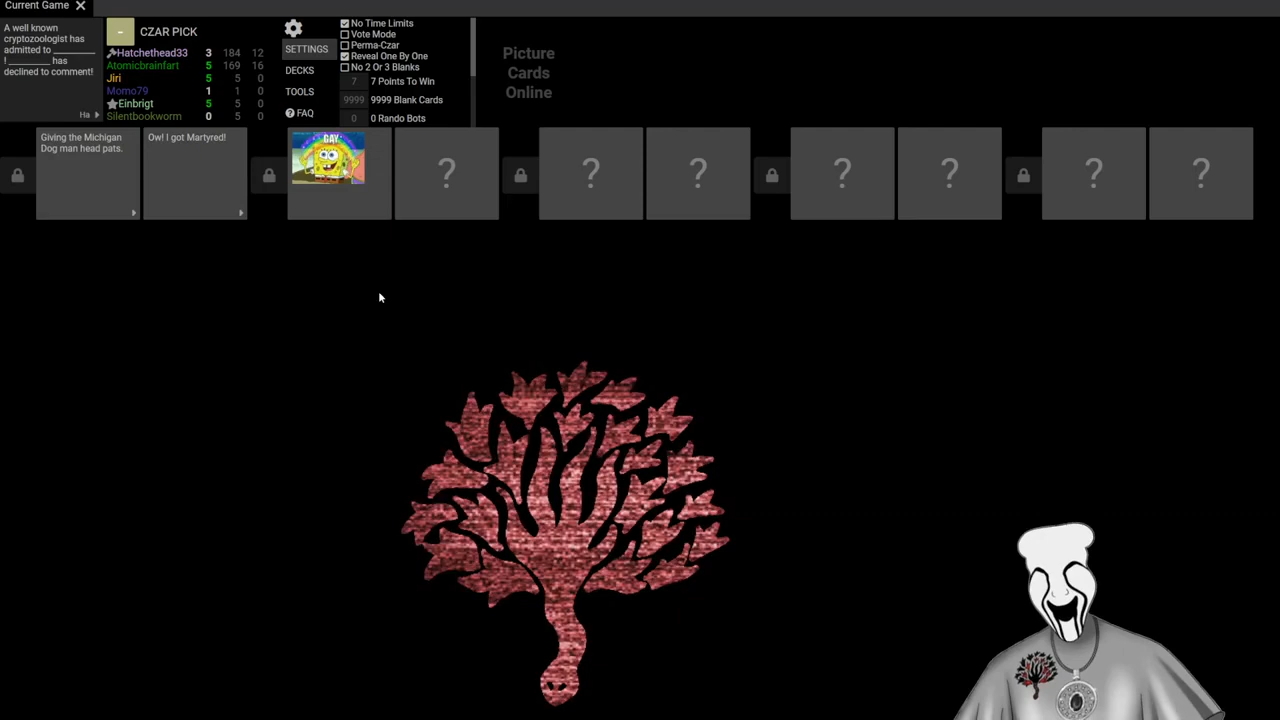 Current Game
A well known
cryptozoologist has
admitted to ________
! ________ has
declined to comment!
Ha
-
CZAR PICK
Hatchethead33 3 184 12
Atomicbrainfart 5 169 16
Jiri 5 5 0
Momo79 1 1 0
Einbrigt 5 5 0
Silentbookworm 0 5 0
SETTINGS
DECKS
TOOLS
? FAQ
No Time Limits
Vote Mode
Perma-Czar
Reveal One By One
No 2 Or 3 Blanks
7 7 Points To Win
9999 9999 Blank Cards
0 0 Rando Bots
Picture
Cards
Online
Giving the Michigan
Dog man head pats.
Ow! I got Martyred!
GAY
? ? ? ? ? ? ?